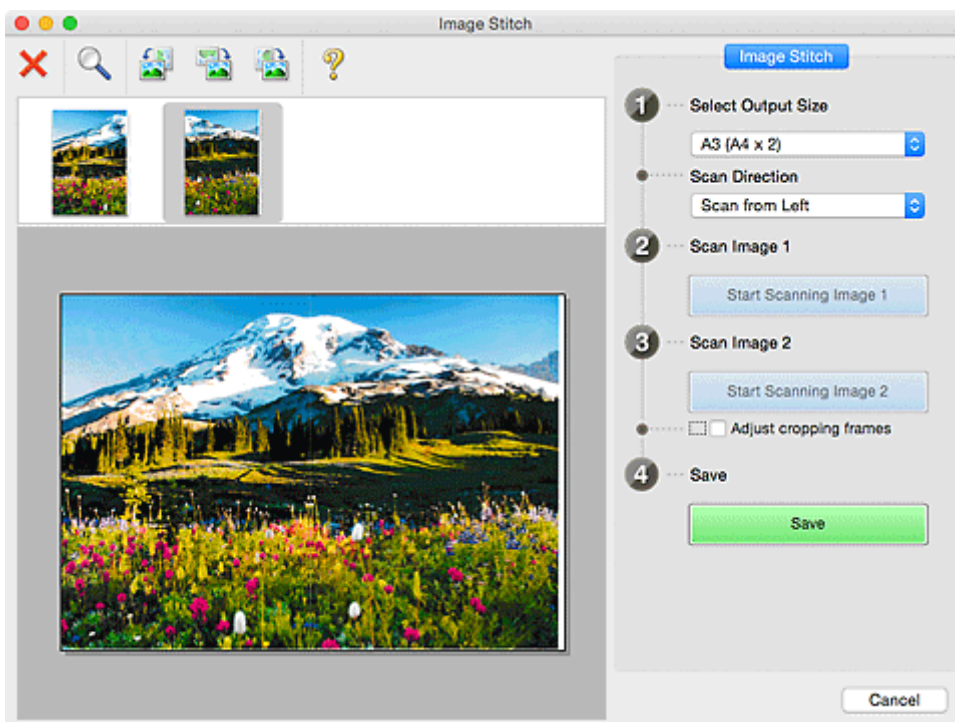 Image Stitch
Image Stitch
1 Select Output Size
A3 (A4 x 2)
Scan Direction
Scan from Left
2 Scan Image 1
Start Scanning Image 1
3 Scan Image 2
Start Scanning Image 2
Adjust cropping frames
4 Save
Save
Cancel